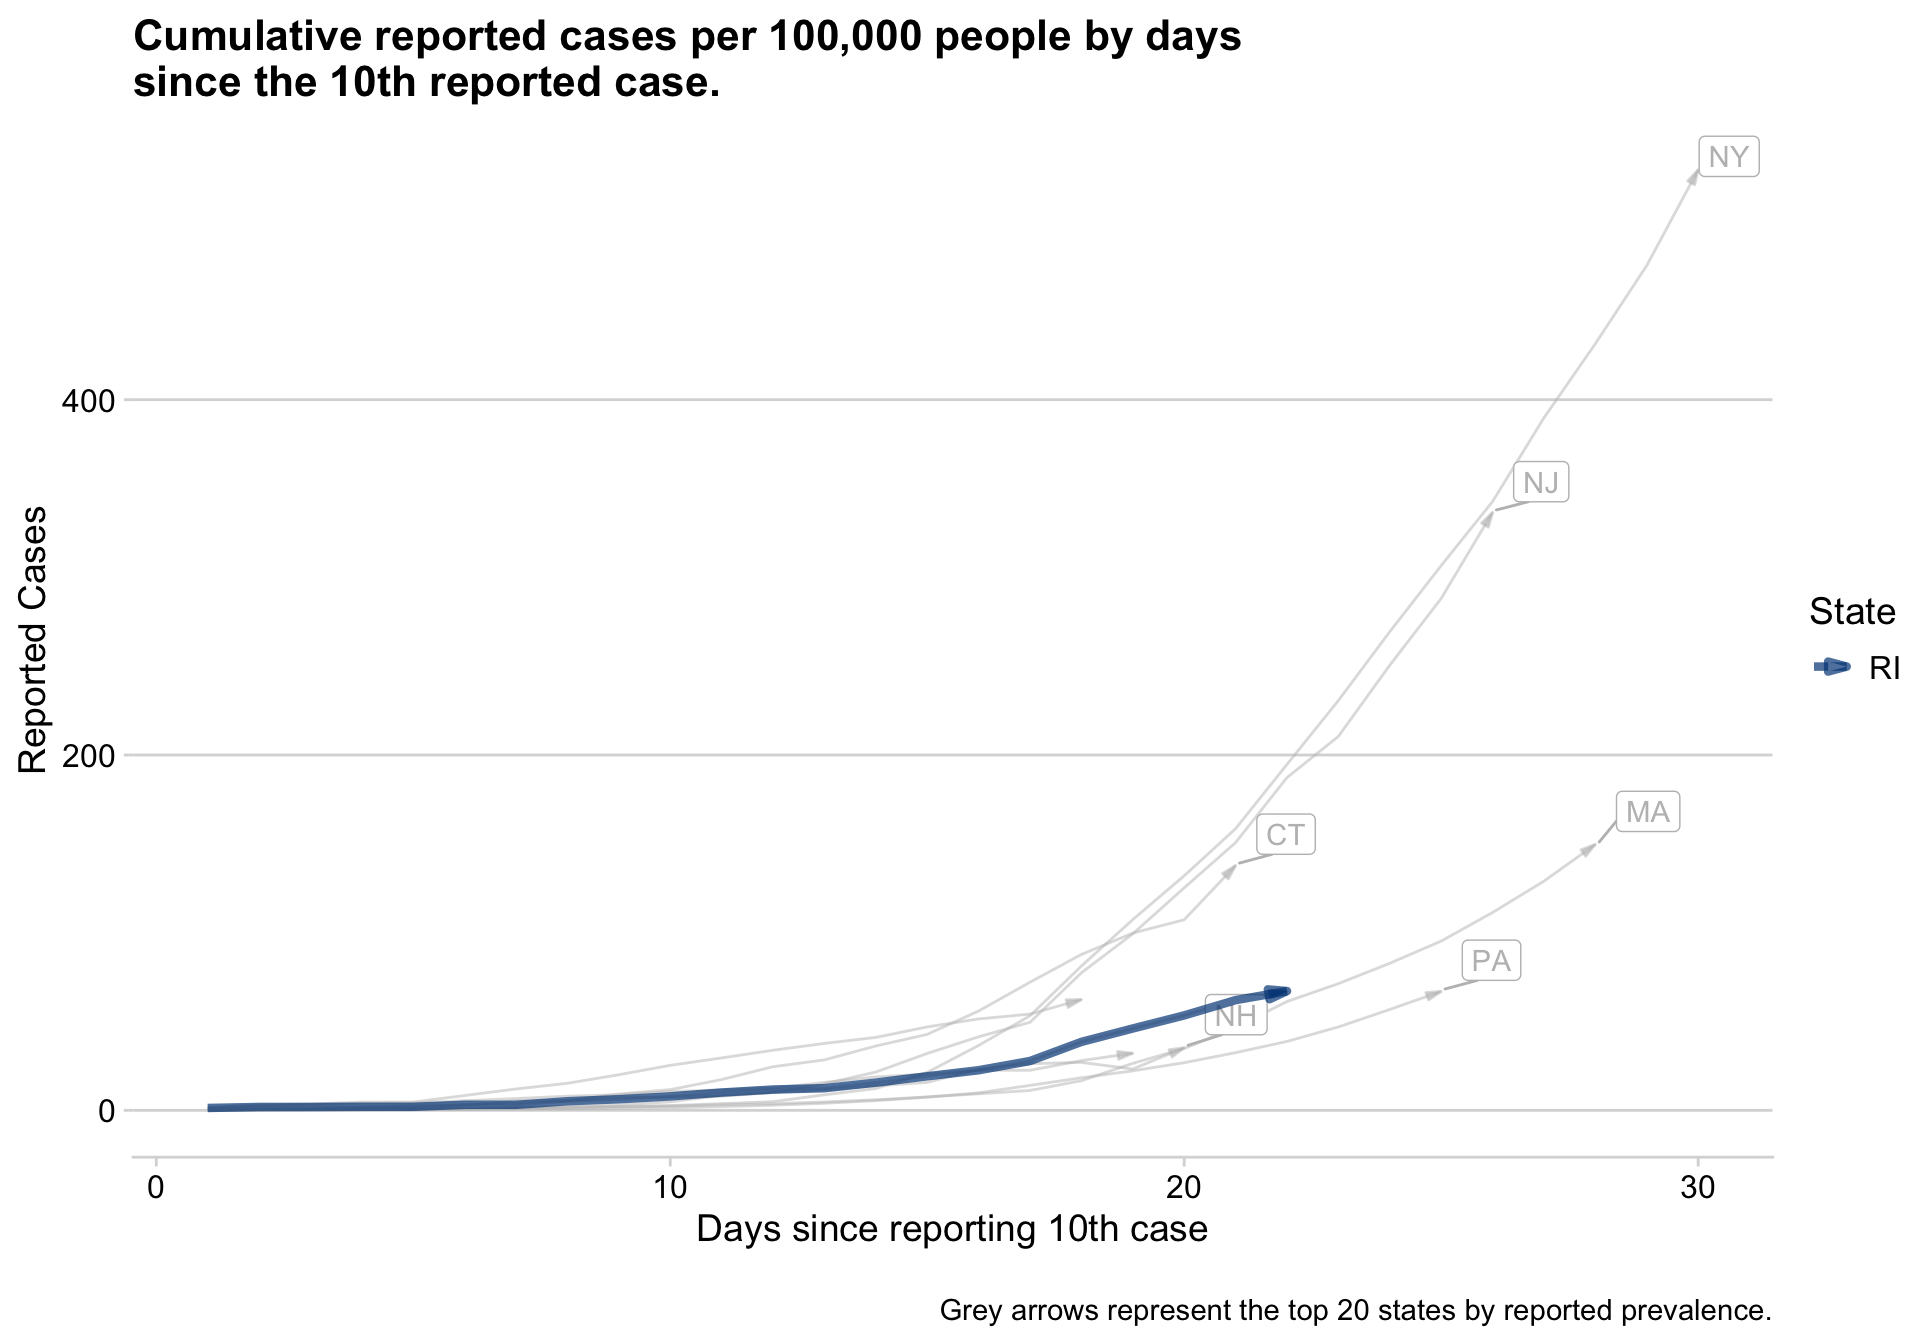 Cumulative reported cases per 100,000 people by days
since the 10th reported case.
NY
400
NJ
State
RI
Reported Cases
200
MA
CT
PA
NH
0
0 10 20 30
Days since reporting 10th case
Grey arrows represent the top 20 states by reported prevalence.